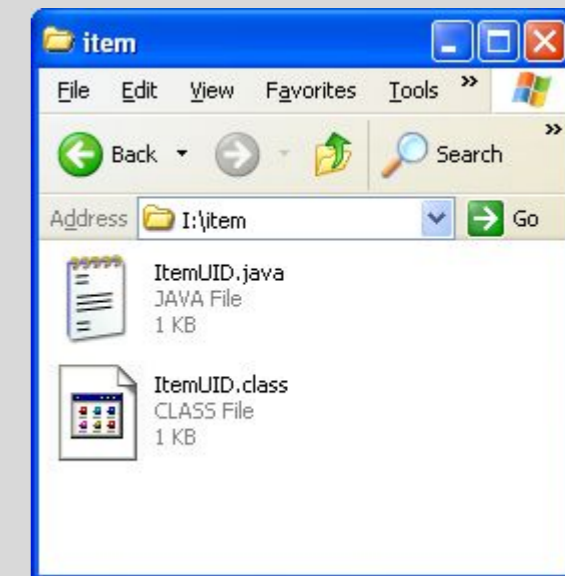 item
File Edit View Favorites Tools »
Back Search »
Address I:\item Go
ItemUID.java
JAVA File
1 KB
ItemUID.class
CLASS File
1 KB